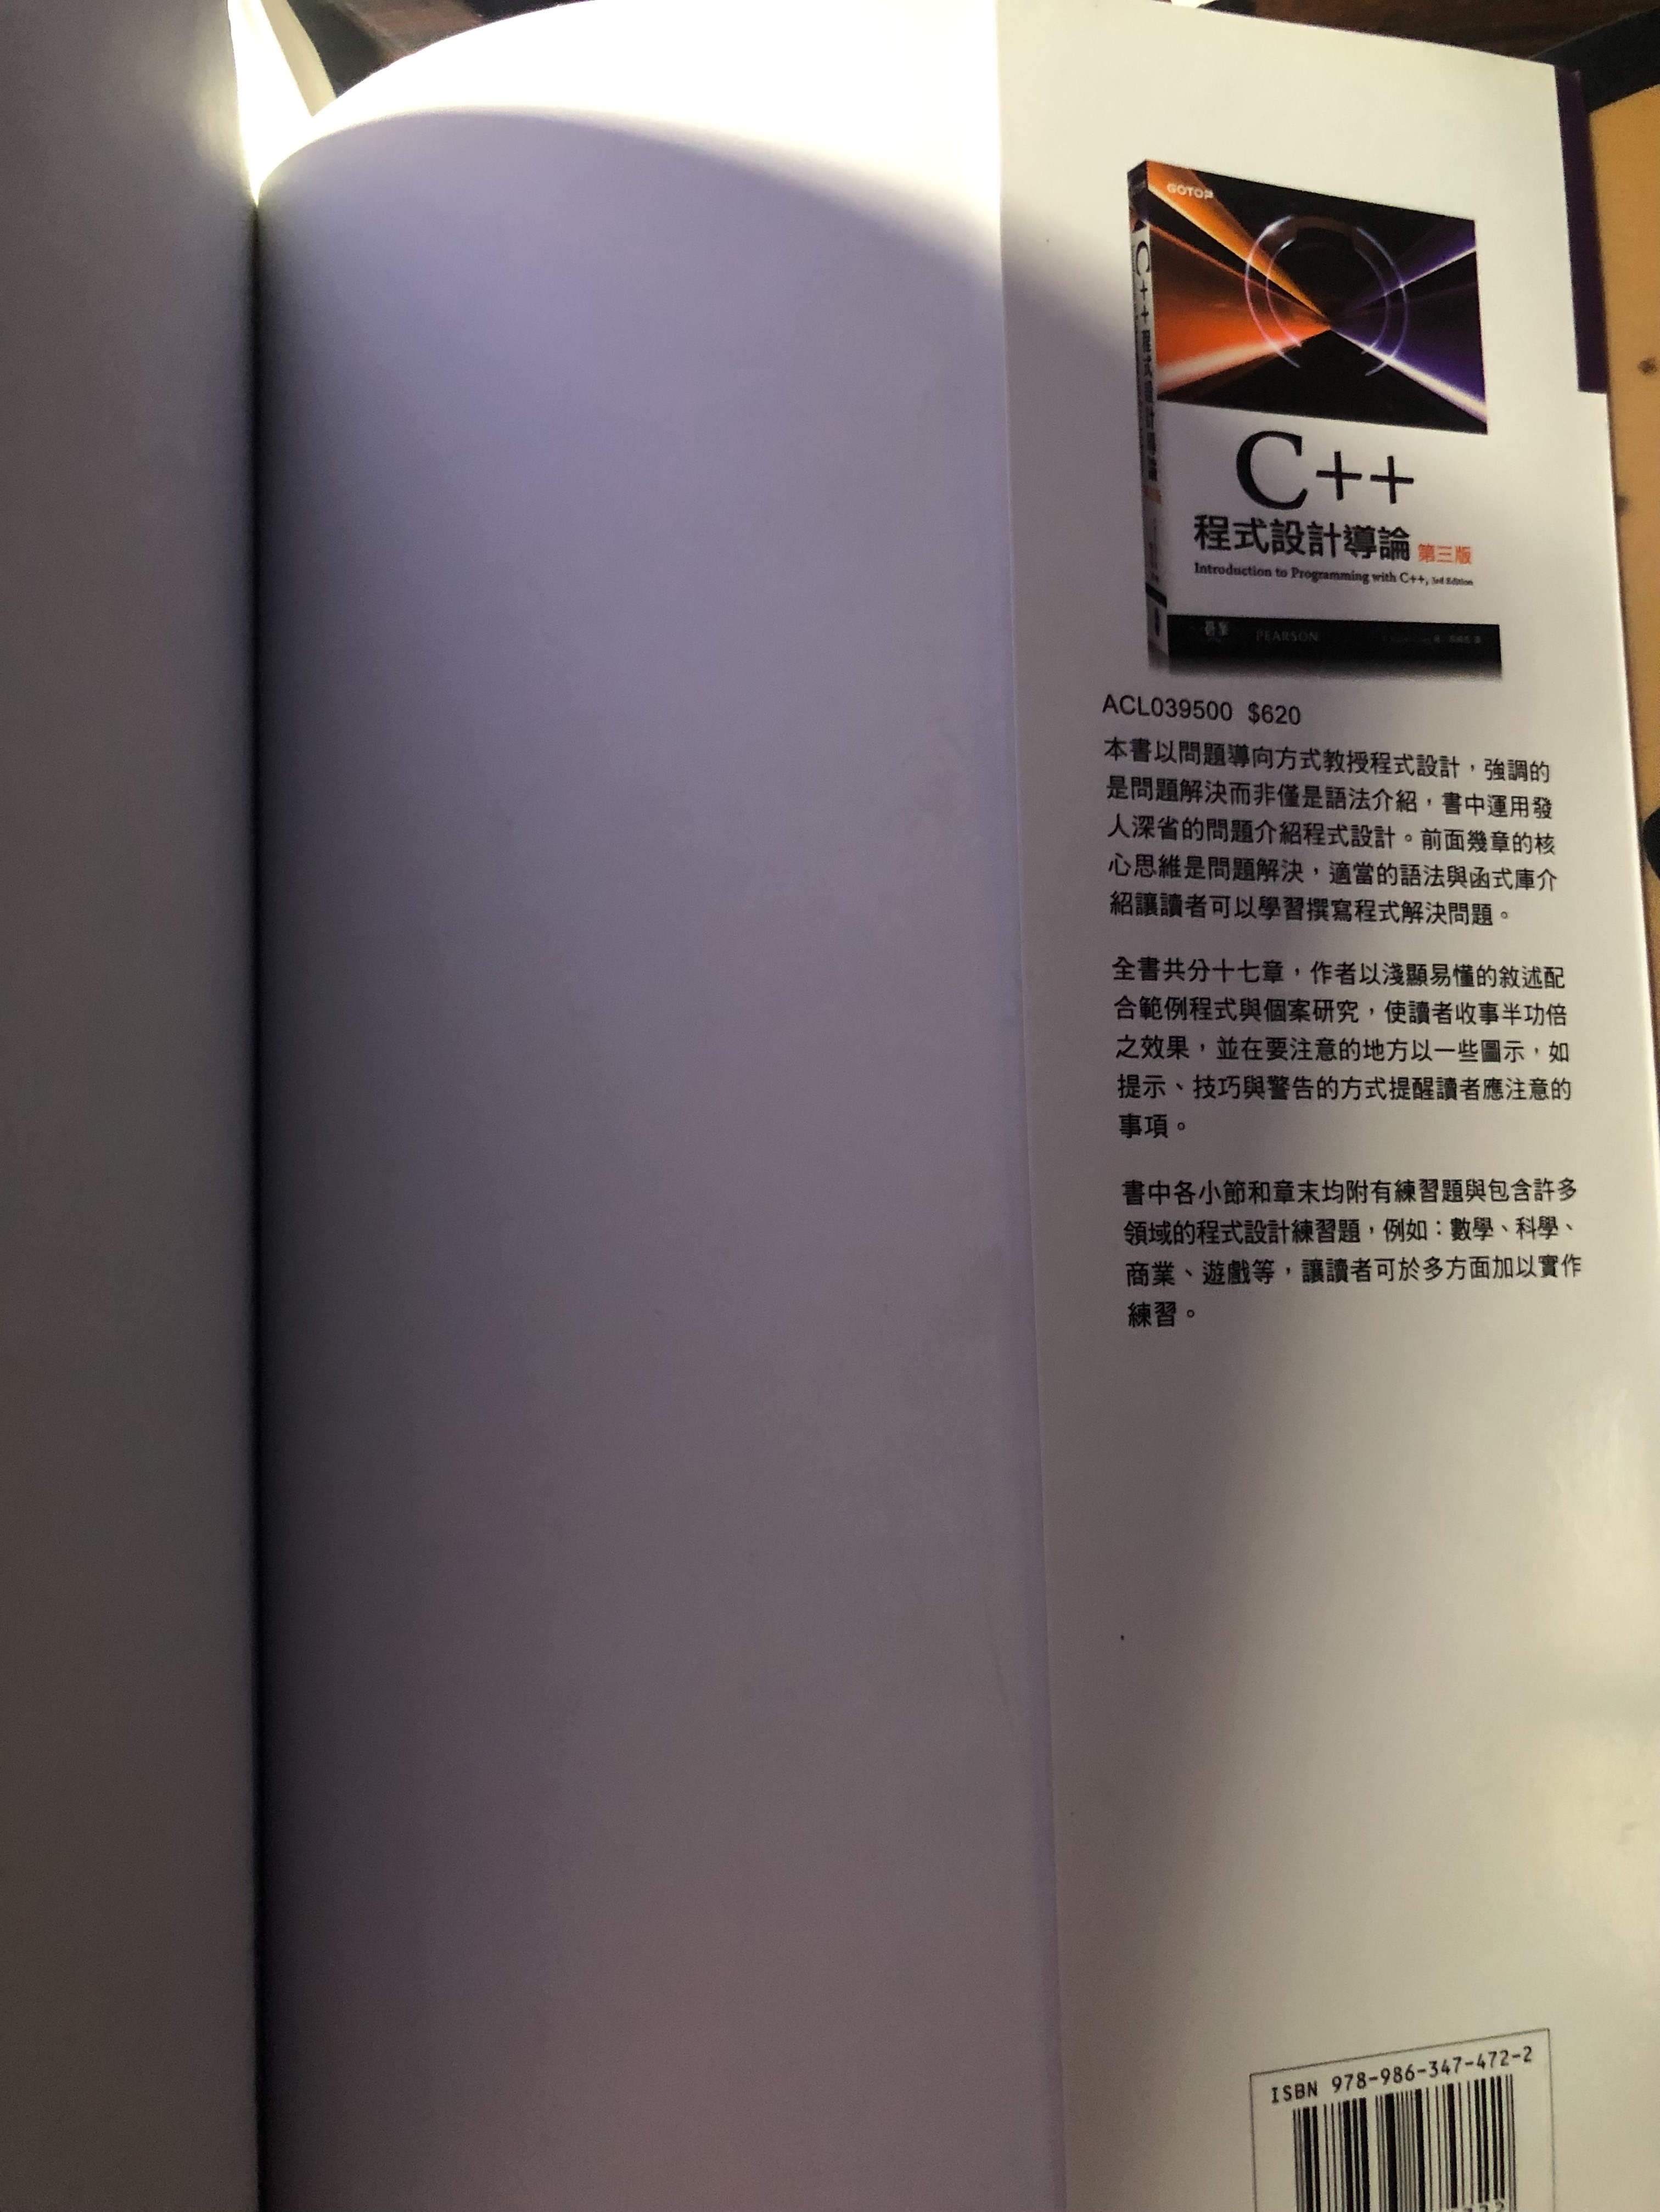 GOTOP
C++程式設計導論
C++
程式設計導論 第三版
Introduction to Programming with C++, 3rd Edition
碁峯 PEARSON
ACL039500 $620
本書以問題導向方式教授程式設計，強調的
是問題解決而非僅是語法介紹，書中運用發
人深省的問題介紹程式設計。前面幾章的核
心思維是問題解決，適當的語法與函式庫介
紹讓讀者可以學習撰寫程式解決問題。
全書共分十七章，作者以淺顯易懂的敘述配
合範例程式與個案研究，使讀者收事半功倍
之效果，並在要注意的地方以一些圖示，如
提示、技巧與警告的方式提醒讀者應注意的
事項。
書中各小節和章末均附有練習題與包含許多
領域的程式設計練習題，例如：數學、科學、
商業、遊戲等，讓讀者可於多方面加以實作
練習。
ISBN 978-986-347-472-2